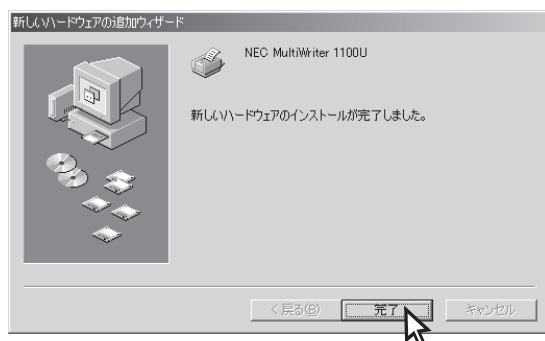 新しいハードウェアの追加ウィザード
NEC MultiWriter 1100U
新しいハードウェアのインストールが完了しました。
< 戻る(B)
完了
キャンセル